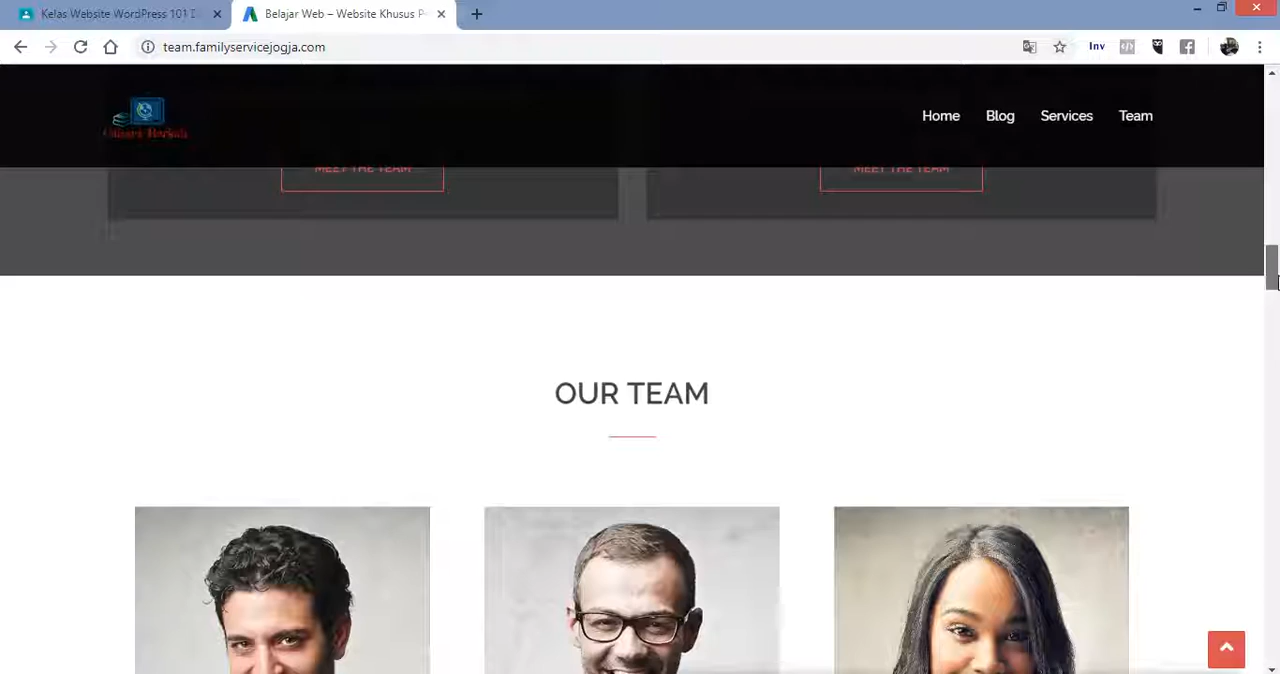 Kelas Website WordPress 101 D
Belajar Web – Website Khusus P
team.familyservicejogja.com
Inv
Home Blog Services Team
MEET THE TEAM MEET THE TEAM
OUR TEAM